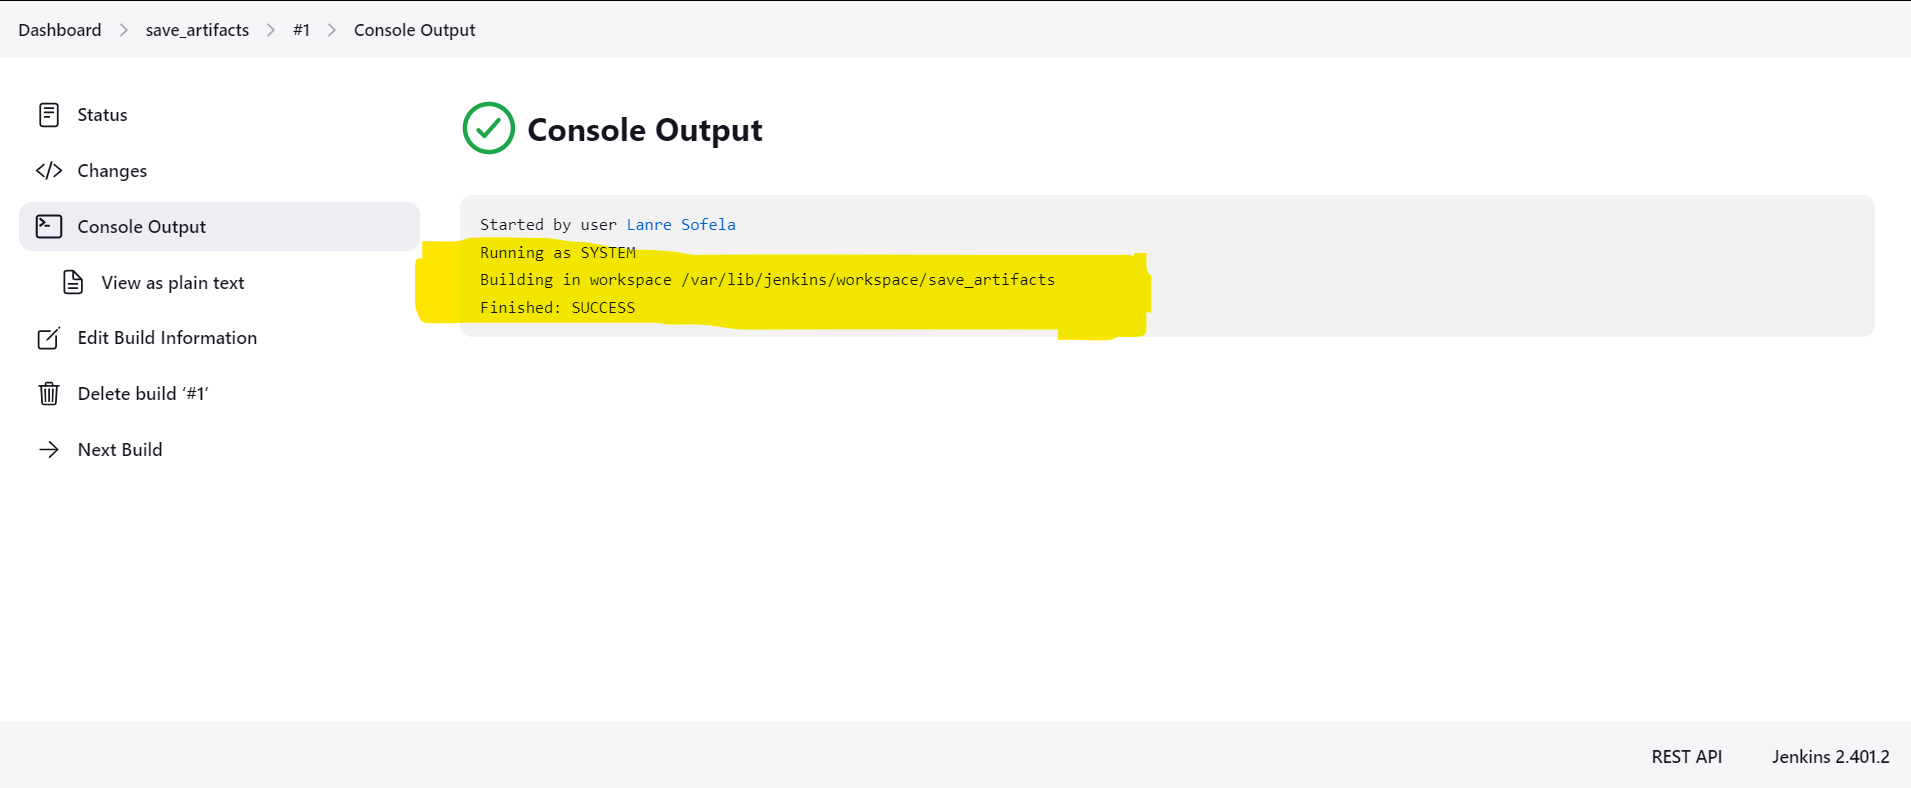 Dashboard > save_artifacts > #1 > Console Output
Status
Changes
Console Output
View as plain text
Edit Build Information
Delete build ‘#1’
Next Build
Console Output
Started by user Lanre Sofela
Running as SYSTEM
Building in workspace /var/lib/jenkins/workspace/save_artifacts
Finished: SUCCESS
REST API Jenkins 2.401.2